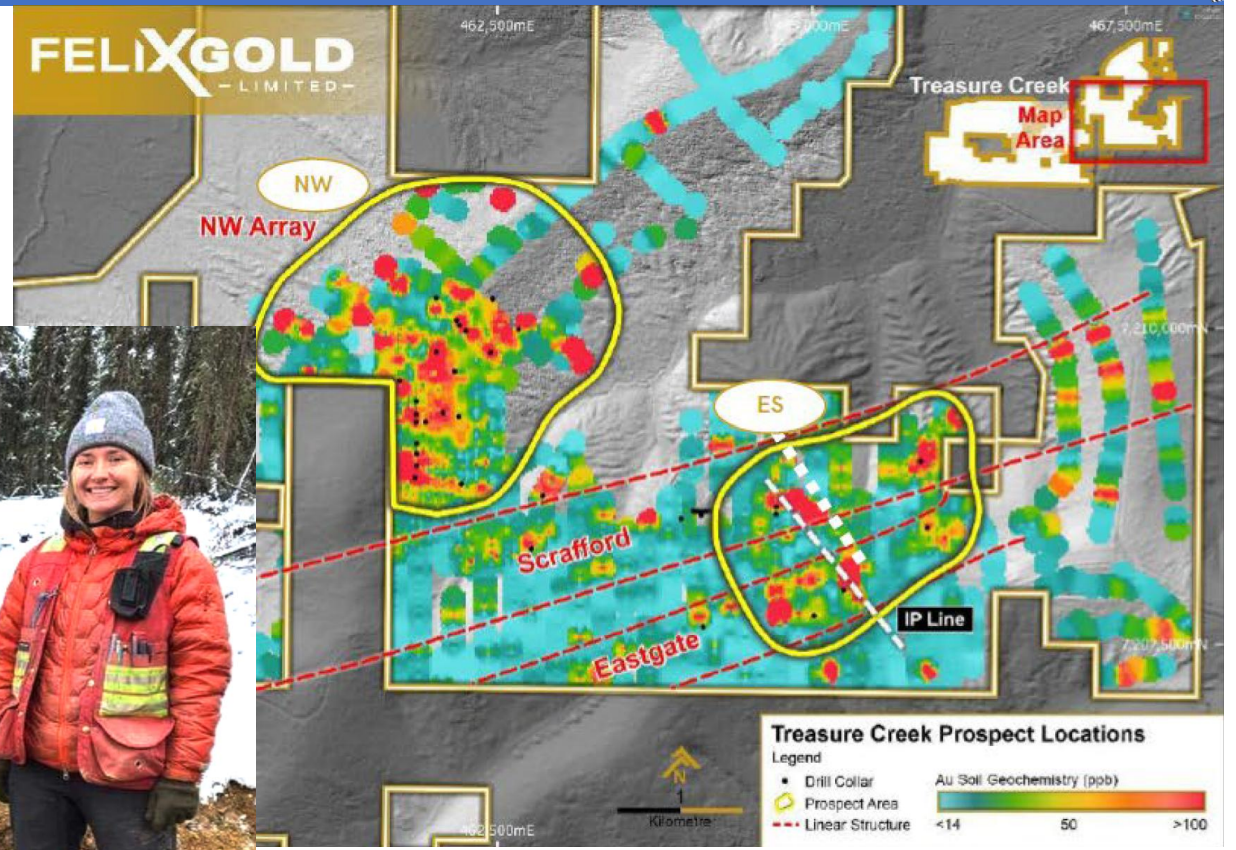 FELIXGOLD
LIMITED
462,500mE
467,500mE
Treasure Creek
Map
Area
NW
NW Array
7,210,000mN
ES
Scrafford
IP Line
Eastgate
7,207,500mN
N
1
Kilometre
462,500mE
Treasure Creek Prospect Locations
Legend
Drill Collar
Prospect Area
Linear Structure
Au Soil Geochemistry (ppb)
<14
50
>100